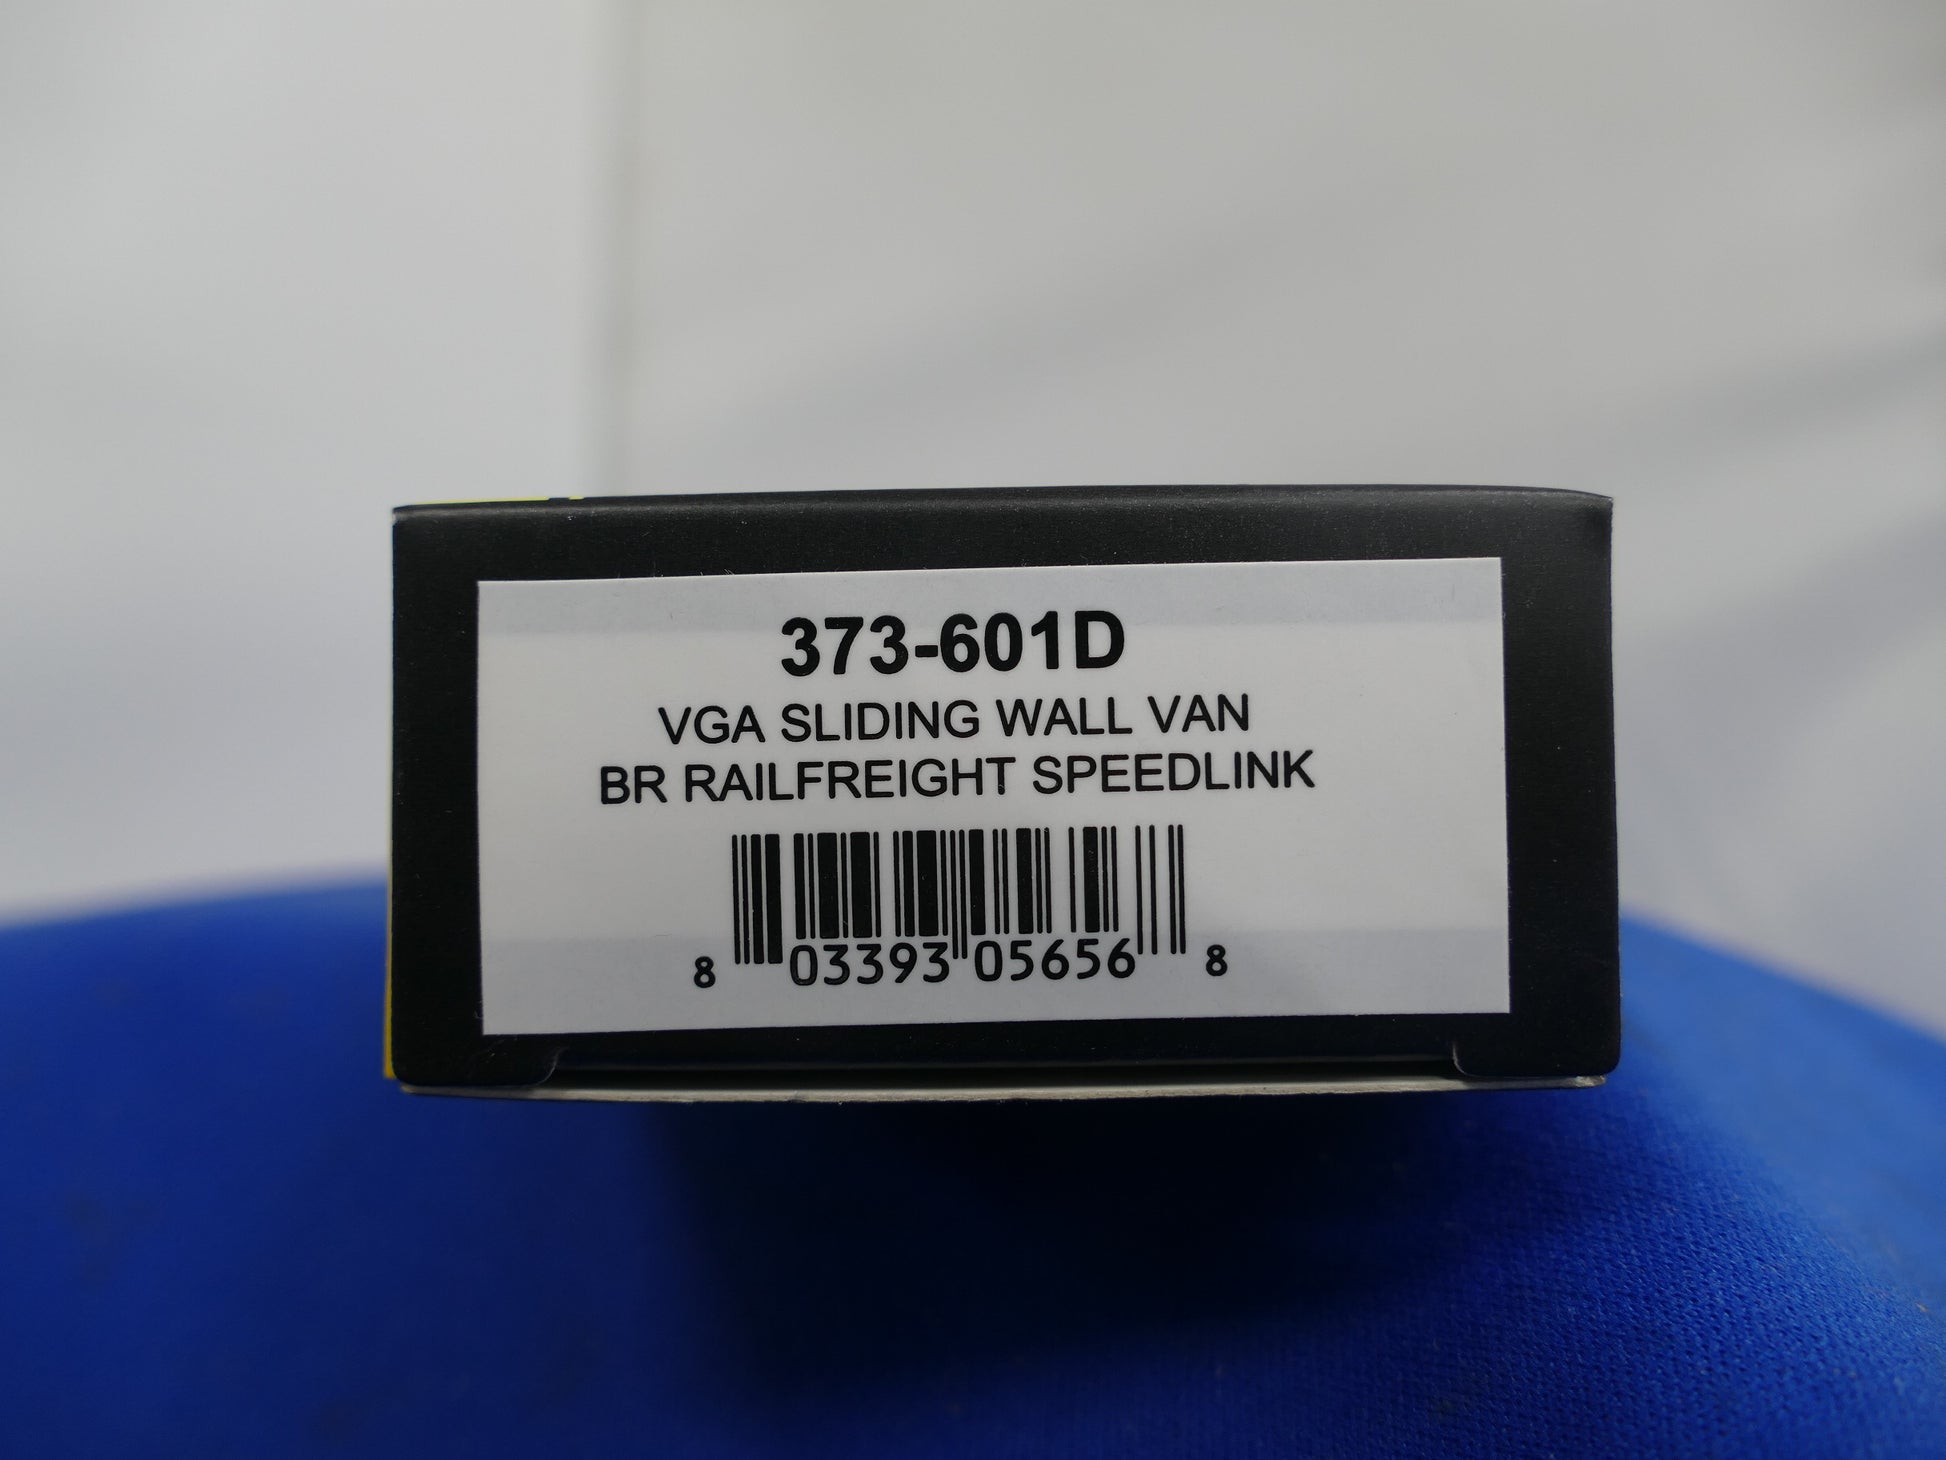 373-601D
VGA SLIDING WALL VAN
BR RAILFREIGHT SPEEDLINK
8 03393 05656 8